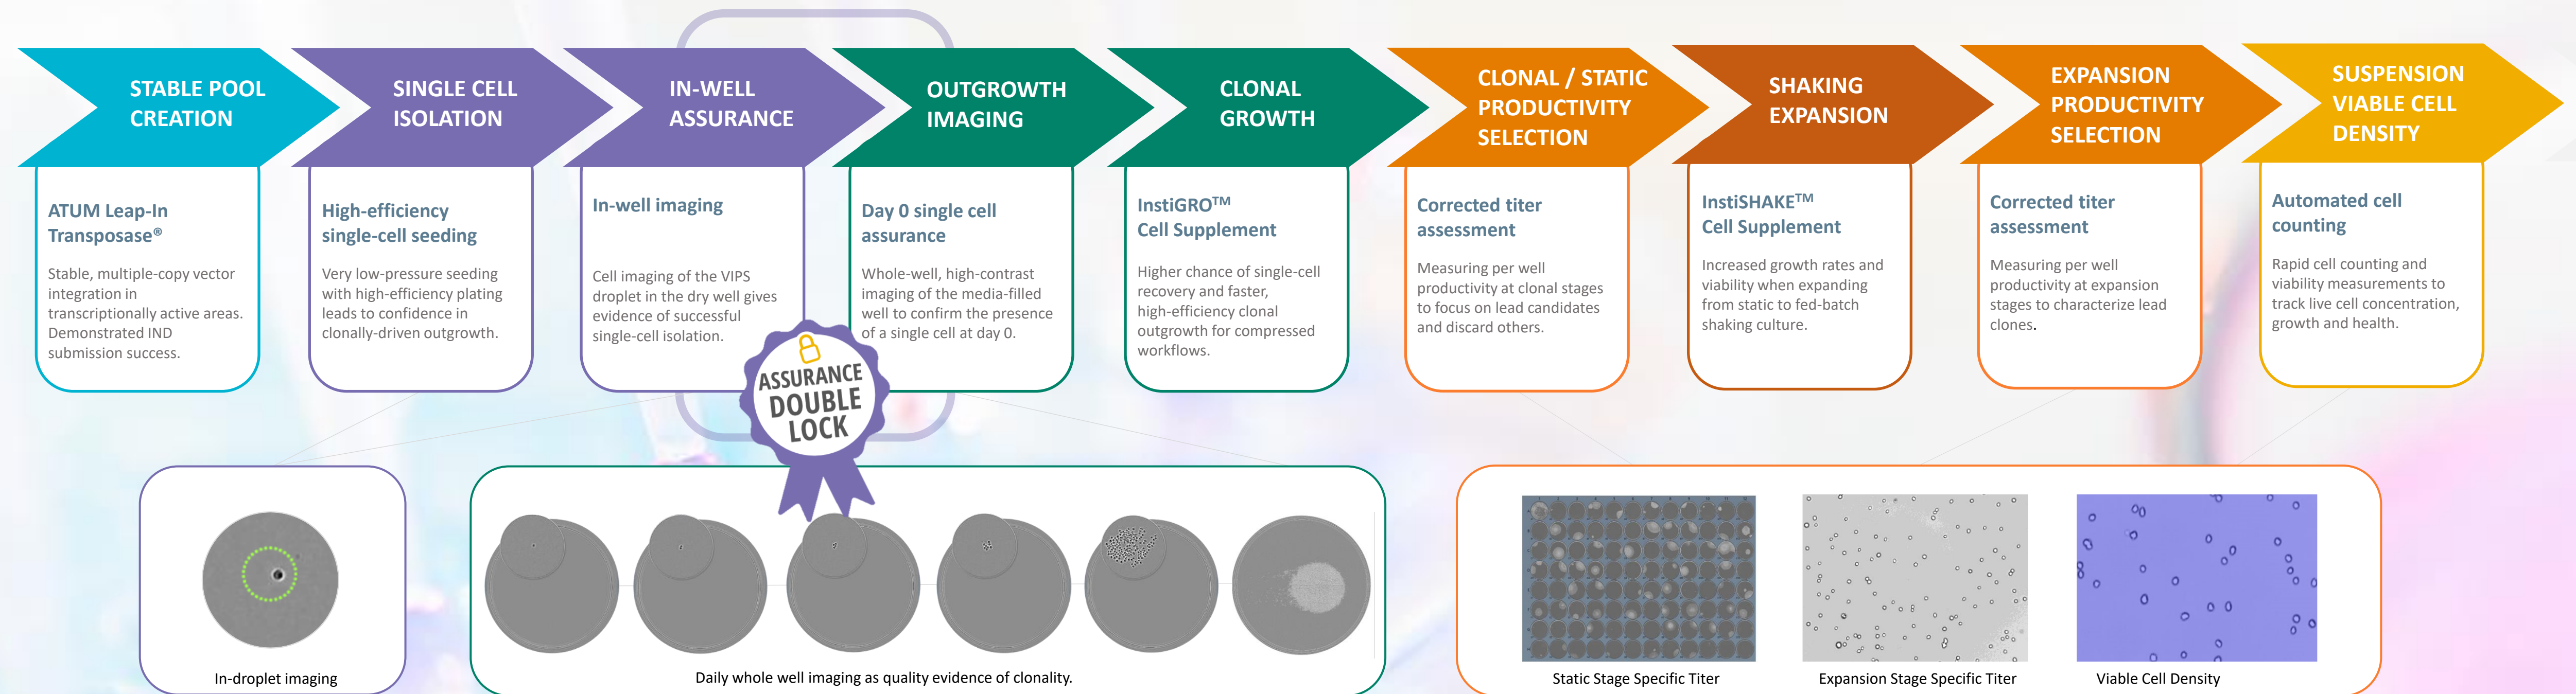 STABLE POOL
CREATION
SINGLE CELL
ISOLATION
IN-WELL
ASSURANCE
OUTGROWTH
IMAGING
CLONAL
GROWTH
CLONAL / STATIC
PRODUCTIVITY
SELECTION
SHAKING
EXPANSION
EXPANSION
PRODUCTIVITY
SELECTION
SUSPENSION
VIABLE CELL
DENSITY
ATUM Leap-In
Transposase®
Stable, multiple-copy vector
integration in
transcriptionally active areas.
Demonstrated IND
submission success.
High-efficiency
single-cell seeding
Very low-pressure seeding
with high-efficiency plating
leads to confidence in
clonally-driven outgrowth.
In-well imaging
Cell imaging of the VIPS
droplet in the dry well gives
evidence of successful
single-cell isolation.
Day 0 single cell
assurance
Whole-well, high-contrast
imaging of the media-filled
well to confirm the presence
of a single cell at day 0.
InstiGRO™
Cell Supplement
Higher chance of single-cell
recovery and faster,
high-efficiency clonal
outgrowth for compressed
workflows.
Corrected titer
assessment
Measuring per well
productivity at clonal stages
to focus on lead candidates
and discard others.
InstiSHAKE™
Cell Supplement
Increased growth rates and
viability when expanding
from static to fed-batch
shaking culture.
Corrected titer
assessment
Measuring per well
productivity at expansion
stages to characterize lead
clones.
Automated cell
counting
Rapid cell counting and
viability measurements to
track live cell concentration,
growth and health.
ASSURANCE
DOUBLE
LOCK
In-droplet imaging
Daily whole well imaging as quality evidence of clonality.
Static Stage Specific Titer
Expansion Stage Specific Titer
Viable Cell Density